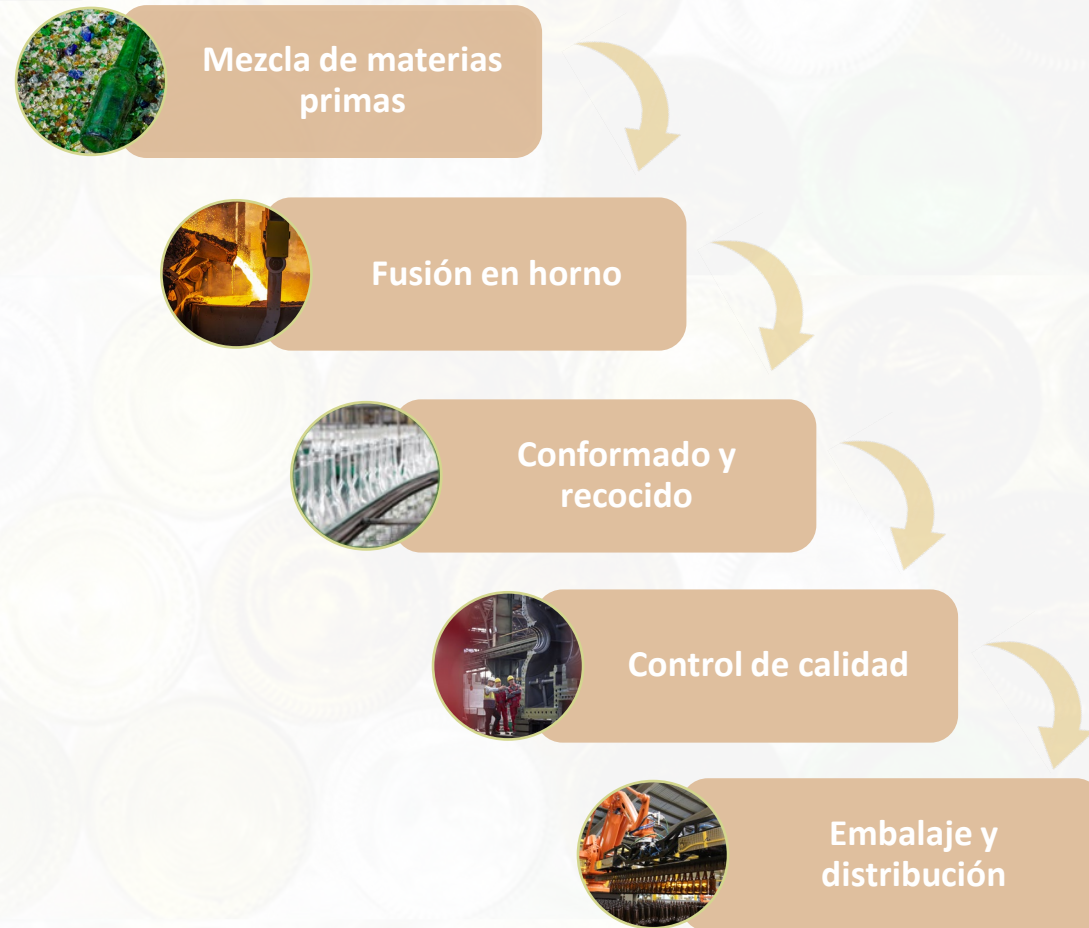 Mezcla de materias
primas
Fusión en horno
Conformado y
recocido
Control de calidad
Embalaje y
distribución